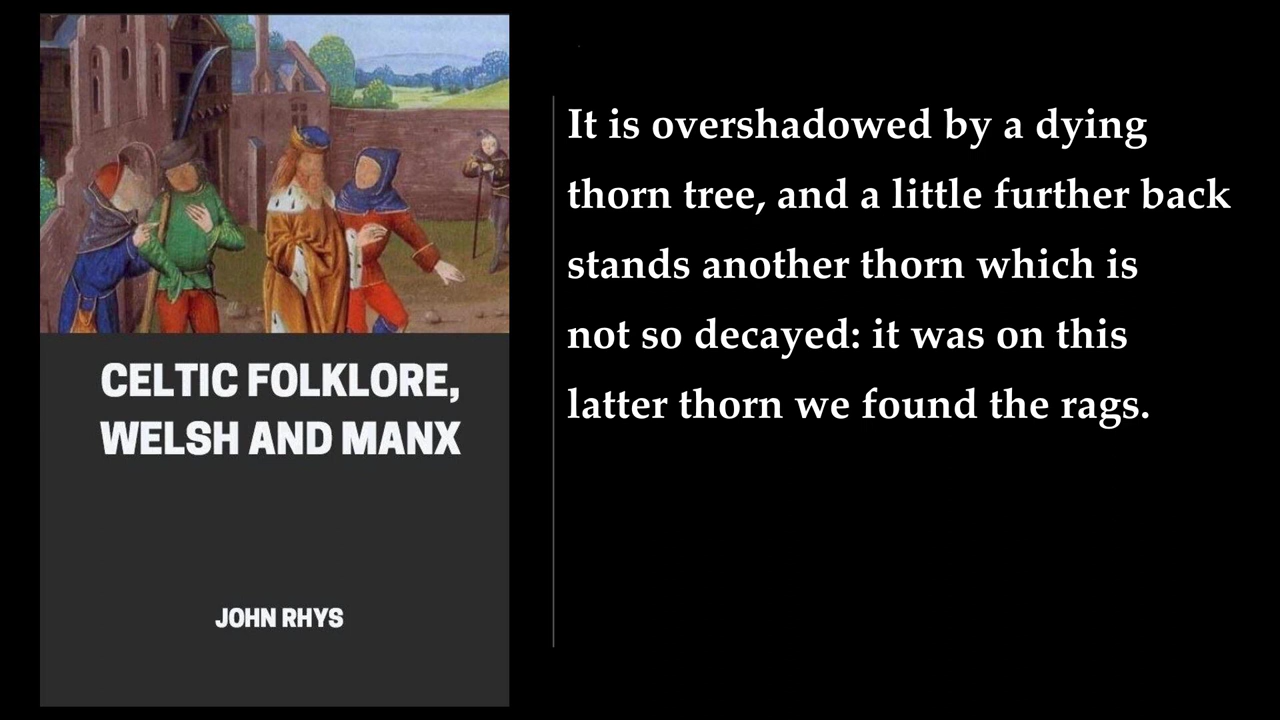 CELTIC FOLKLORE,
WELSH AND MANX
JOHN RHYS
It is overshadowed by a dying
thorn tree, and a little further back
stands another thorn which is
not so decayed: it was on this
latter thorn we found the rags.